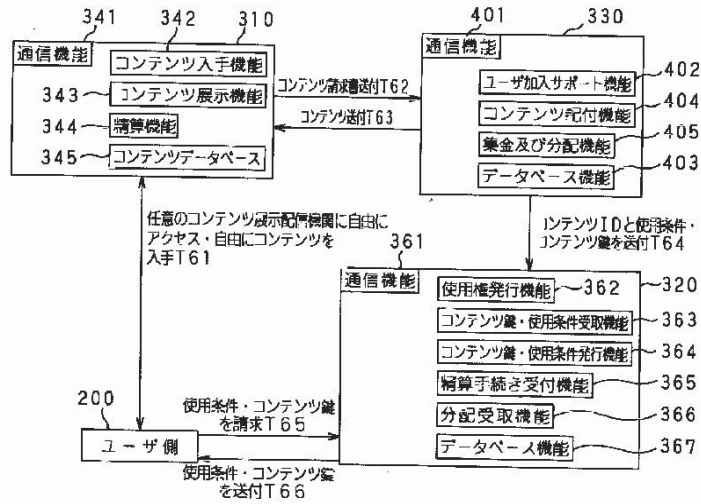 341
342
310
通信機能
コンテンツ入手機能
343
コンテンツ展示機能
344
精算機能
345
コンテンツデータベース
コンテンツ請求書送付T62
コンテンツ送付T63
401
330
通信機能
ユーザ加入サポート機能
402
コンテンツ配付機能
404
集金及び分配機能
405
データベース機能
403
任意のコンテンツ展示配信機関に自由に
アクセス・自由にコンテンツを
入手T61
コンテンツIDと使用条件・
コンテンツ鍵を送付T64
361
通信機能
320
使用権発行機能
362
コンテンツ鍵・使用条件受取機能
363
コンテンツ鍵・使用条件発行機能
364
精算手続き受付機能
365
分配受取機能
366
データベース機能
367
200
ユーザ側
使用条件・コンテンツ鍵
を請求T65
使用条件・コンテンツ鍵
を送付T66